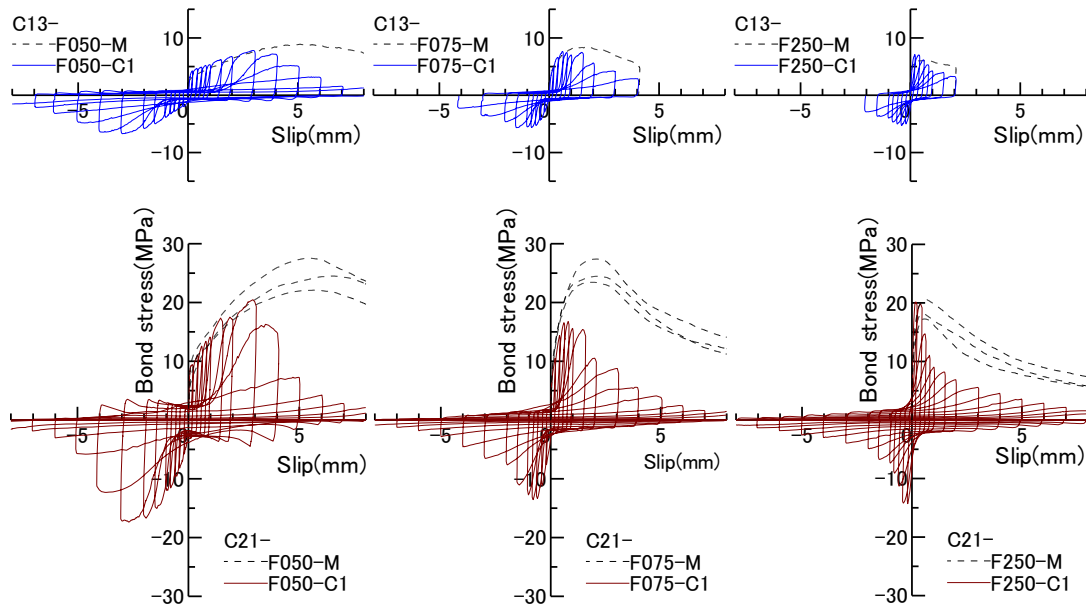 C13-
F050-M
F050-C1
10
-5
0
5
Slip(mm)
-10
C13-
F075-M
F075-C1
10
0
5
Slip(mm)
-10
C13-
F250-M
F250-C1
10
0
5
Slip(mm)
-10
Bond stress(MPa)
30
20
10
-5
0
5
Slip(mm)
-10
-20
-30
C21-
F050-M
F050-C1
Bond stress(MPa)
30
20
10
-5
0
5
Slip(mm)
-10
-20
-30
C21-
F075-M
F075-C1
Bond stress(MPa)
30
20
10
-5
0
5
Slip(mm)
-10
-20
-30
C21-
F250-M
F250-C1